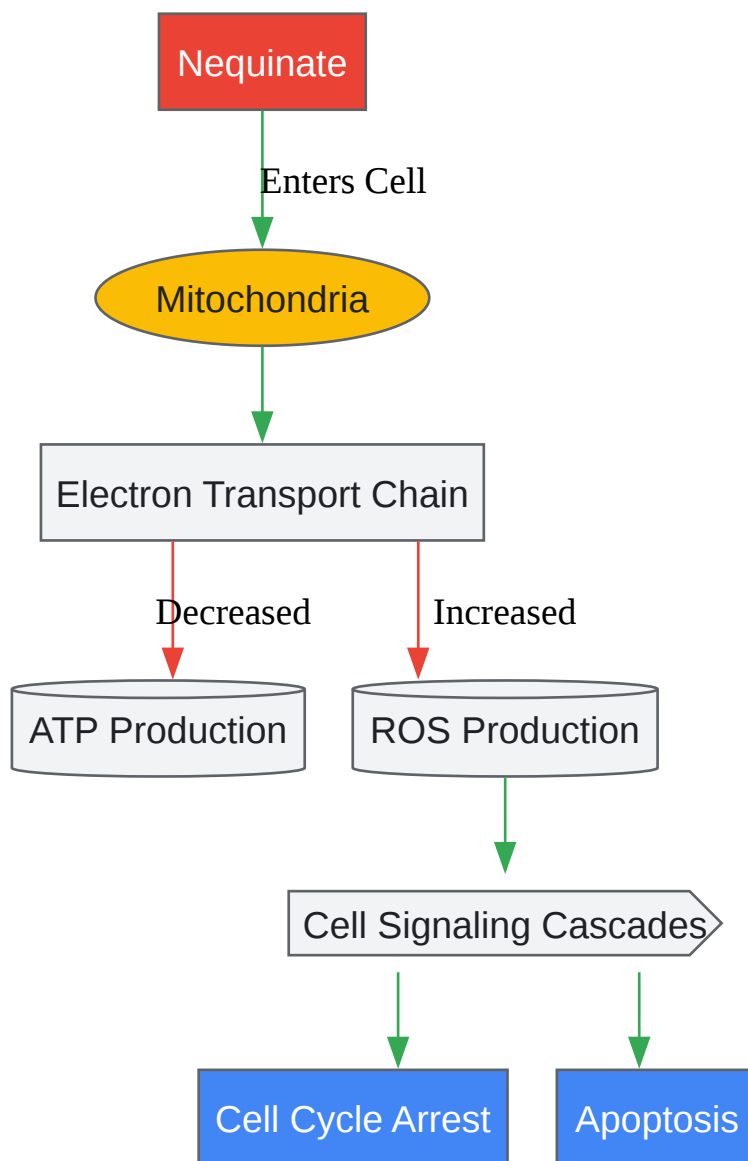 Nequinate
Enters Cell
Mitochondria
Electron Transport Chain
Decreased
Increased
ATP Production
ROS Production
Cell Signaling Cascades
Cell Cycle Arrest
Apoptosis